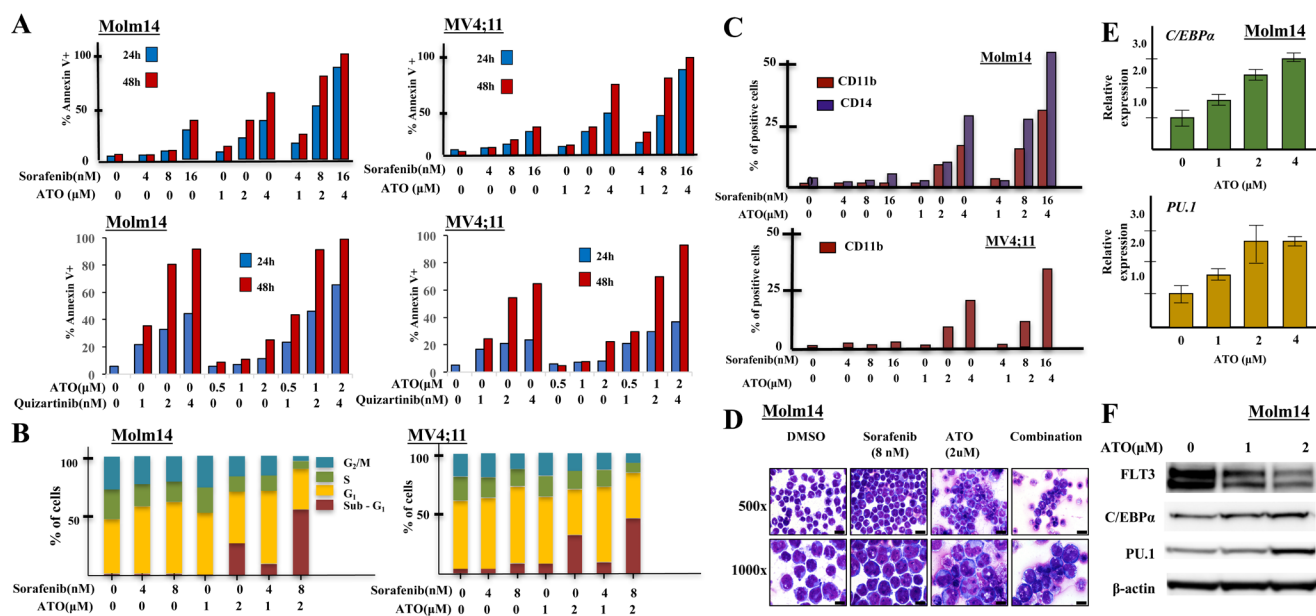 A
Molm14
24h
48h
% Annexin V+
100
50
0
Sorafenib(nM) 0 4 8 16 0 0 0 4 8 16
ATO (µM) 0 0 0 0 1 2 4 1 2 4
MV4;11
24h
48h
% Annexin V +
100
50
0
Sorafenib(nM) 0 4 8 16 0 0 0 4 8 16
ATO (µM) 0 0 0 0 1 2 4 1 2 4
Molm14
24h
48h
% Annexin V+
100
80
60
40
20
0
ATO(µM) 0 0 0 0 0.5 1 2 0.5 1 2
Quizartinib(nM) 0 1 2 4 0 0 0 1 2 4
MV4;11
24h
48h
% Annexin V+
100
80
60
40
20
0
ATO(µM) 0 0 0 0 0.5 1 2 0.5 1 2
Quizartinib(nM) 0 1 2 4 0 0 0 1 2 4
B
Molm14
% of cells
100
50
G2/M
S
G1
Sub - G1
Sorafenib(nM) 0 4 8 0 0 4 8
ATO(µM) 0 0 0 1 2 1 2
MV4;11
% of cells
100
50
Sorafenib(nM) 0 4 8 0 0 4 8
ATO(µM) 0 0 0 1 2 1 2
C
Molm14
CD11b
CD14
% of positive cells
50
25
Sorafenib(nM) 0 4 8 16 0 0 0 4 8 16
ATO(µM) 0 0 0 0 1 2 4 1 2 4
MV4;11
CD11b
% of positive cells
50
25
0
Sorafenib(nM) 0 4 8 16 0 0 0 4 8 16
ATO(µM) 0 0 0 0 1 2 4 1 2 4
D
Molm14
DMSO
Sorafenib
(8 nM)
ATO
(2uM)
Combination
500x
1000x
E
C/EBPα
Molm14
Relative
expression
3.0
2.0
1.0
0 1 2 4
ATO (µM)
PU.1
Relative
expression
3.0
2.0
1.0
0 1 2 4
ATO (µM)
F
Molm14
ATO(µM) 0 1 2
FLT3
C/EBPα
PU.1
β-actin